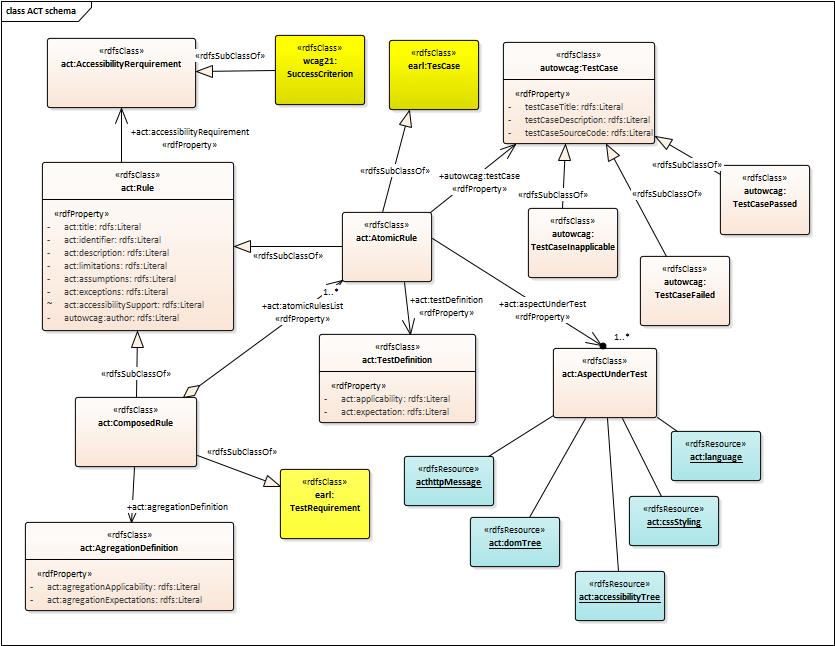 class ACT schema
«rdfsClass»
act:AccessibilityRerquirement
«rdfsSubClassOf»
«rdfsClass»
wcag21:
SuccessCriterion
«rdfsClass»
earl:TesCase
«rdfsClass»
autowcag:TestCase
«rdfProperty»
- testCaseTitle: rdfs:Literal
- testCaseDescription: rdfs:Literal
- testCaseSourceCode: rdfs:Literal
+act:accessibilityRequirement
«rdfProperty»
«rdfsClass»
act:Rule
«rdfProperty»
- act:title: rdfs:Literal
- act:identifier: rdfs:Literal
- act:description: rdfs:Literal
- act:limitations: rdfs:Literal
- act:assumptions: rdfs:Literal
- act:exceptions: rdfs:Literal
~ act:accessibilitySupport: rdfs:Literal
- autowcag:author: rdfs:Literal
«rdfsSubClassOf»
+autowcag:testCase
«rdfProperty»
«rdfsSubClassOf»
«rdfsSubClassOf»
«rdfsSubClassOf»
«rdfsClass»
autowcag:
TestCasePassed
«rdfsClass»
act:AtomicRule
«rdfsClass»
autowcag:
TestCaseInapplicable
«rdfsClass»
autowcag:
TestCaseFailed
«rdfsSubClassOf»
1..*
+act:atomicRulesList
«rdfProperty»
+act:testDefinition
«rdfProperty»
+act:aspectUnderTest
«rdfProperty»
1..*
«rdfsClass»
act:TestDefinition
«rdfProperty»
- act:applicability: rdfs:Literal
- act:expectation: rdfs:Literal
«rdfsClass»
act:AspectUnderTest
«rdfsSubClassOf»
«rdfsClass»
act:ComposedRule
«rdfsSubClassOf»
«rdfsClass»
earl:
TestRequirement
«rdfsResource»
acthttpMessage
«rdfsResource»
act:language
«rdfsResource»
act:cssStyling
«rdfsResource»
act:domTree
«rdfsResource»
act:accessibilityTree
+act:agregationDefinition
«rdfsClass»
act:AgregationDefinition
«rdfProperty»
- act:agregationApplicability: rdfs:Literal
- act:agregationExpectations: rdfs:Literal